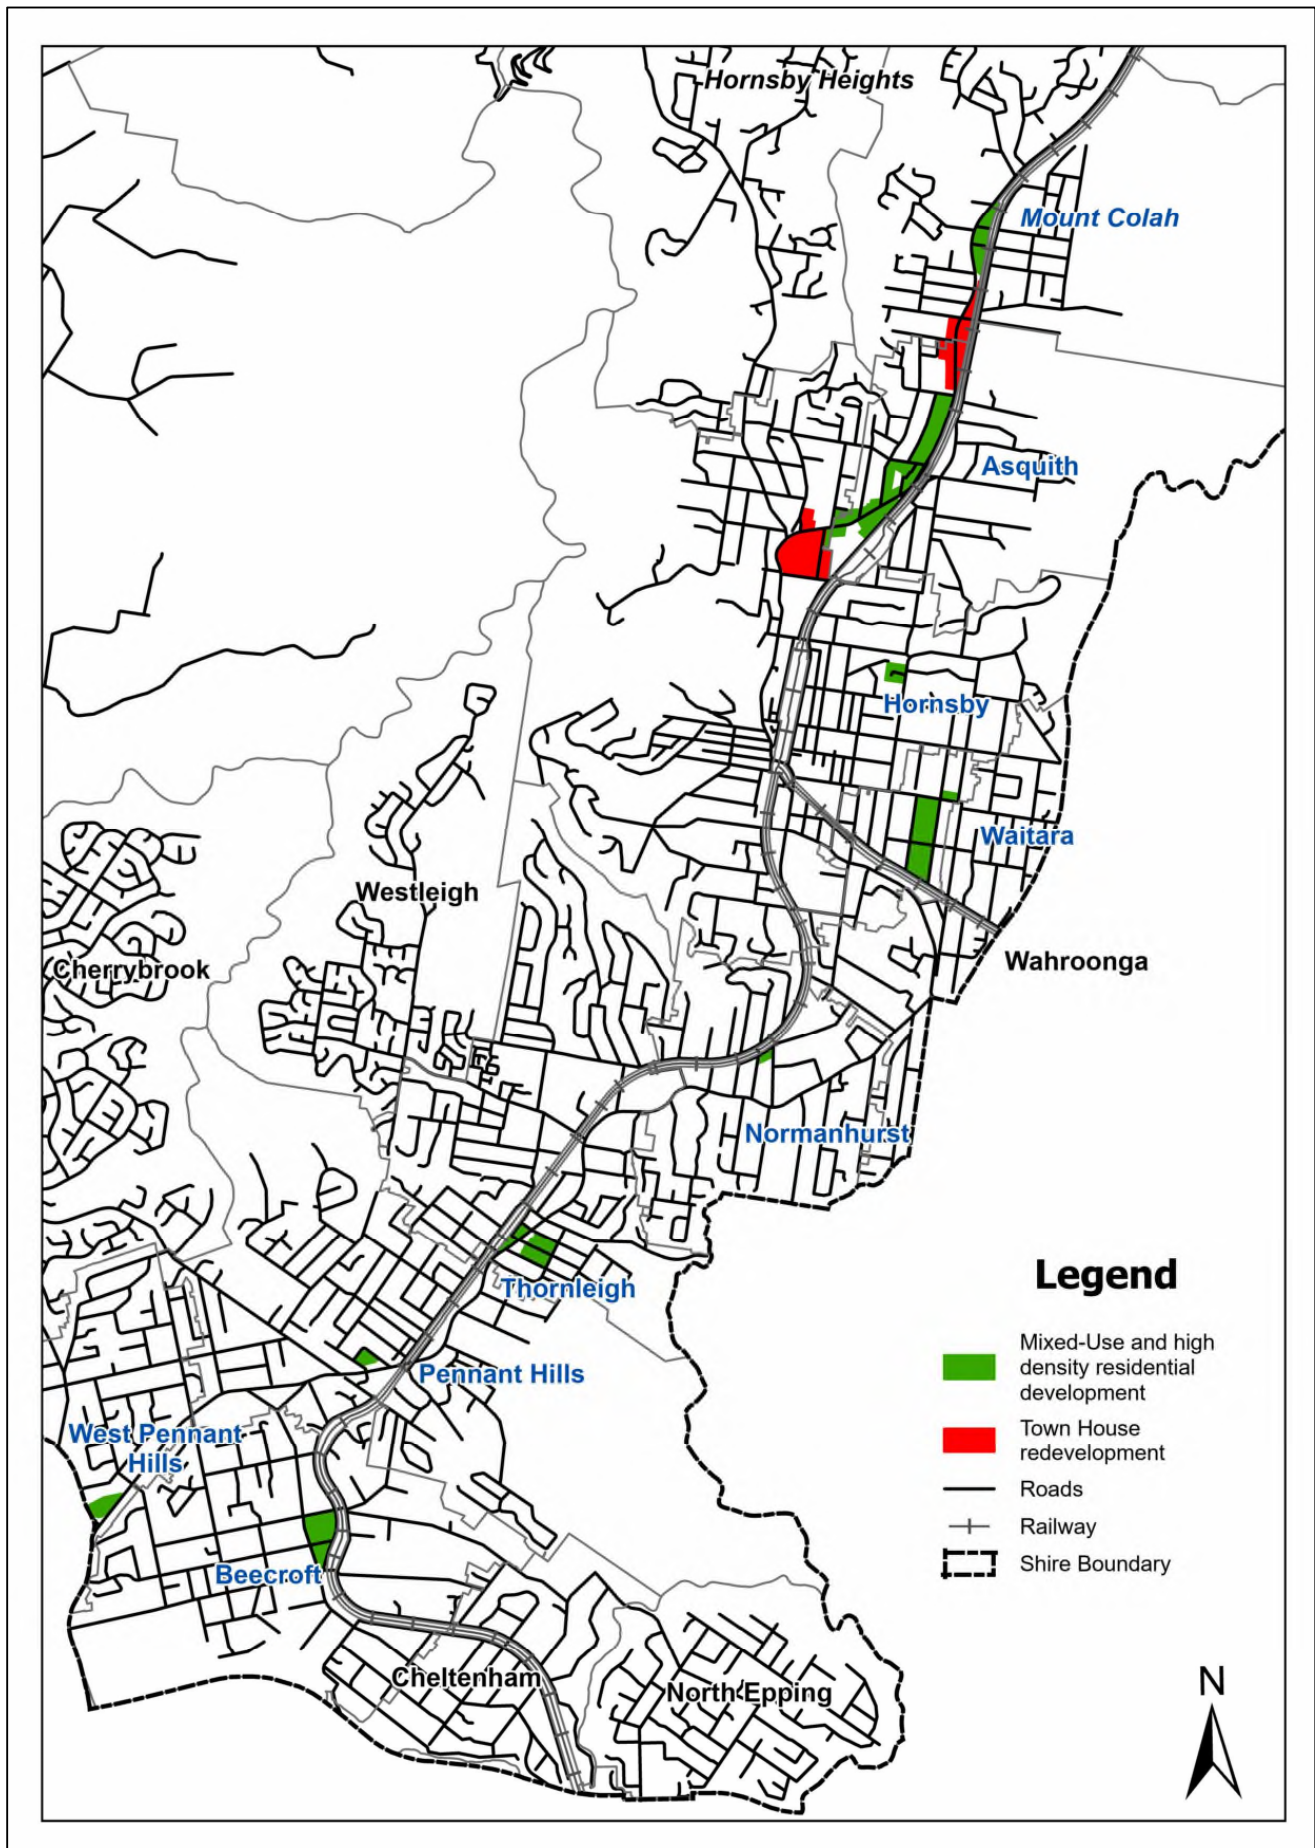 Hornsby Heights
Mount Colah
Asquith
Hornsby
Waitara
Westleigh
Cherrybrook
Wahroonga
Normanhurst
Thornleigh
Pennant Hills
West Pennant
Hills
Beecroft
Cheltenham
North Epping
Legend
Mixed-Use and high
density residential
development
Town House
redevelopment
Roads
Railway
Shire Boundary
N